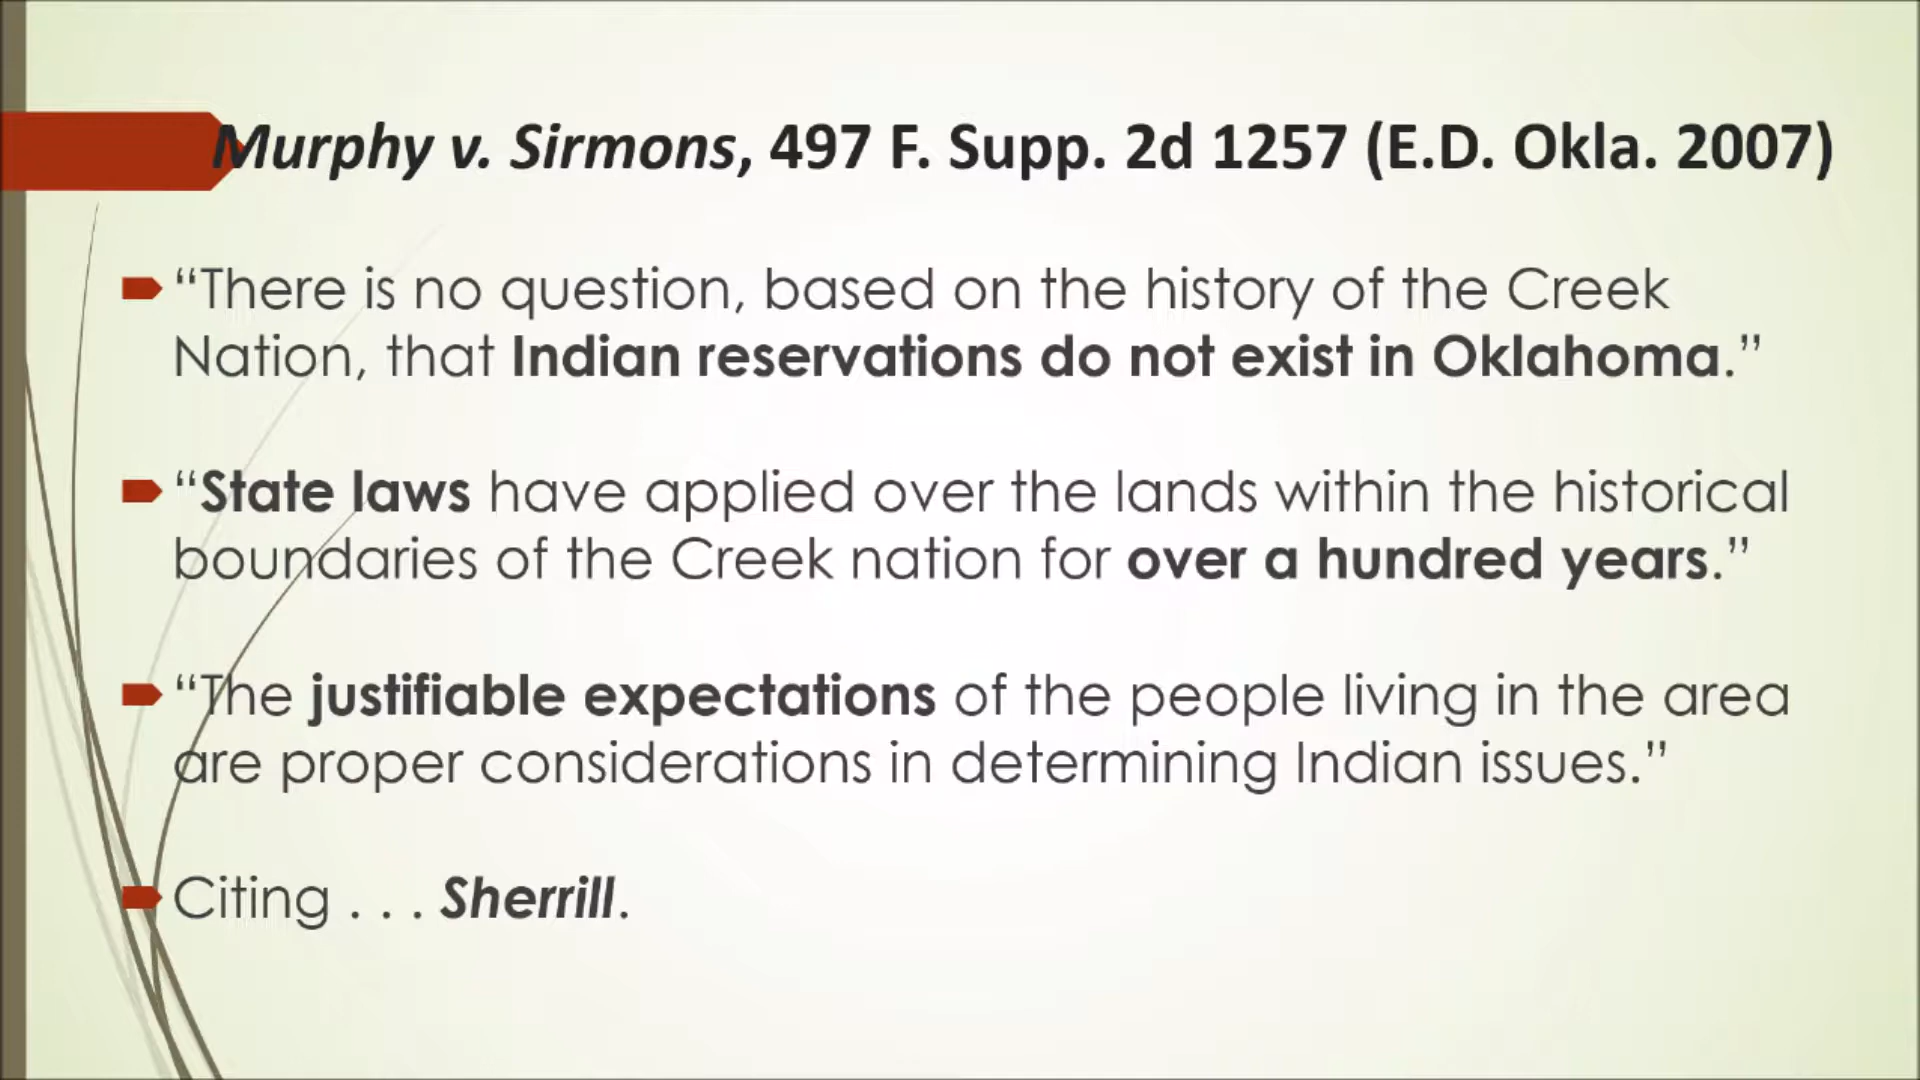 Murphy v. Sirmons, 497 F. Supp. 2d 1257 (E.D. Okla. 2007)
“There is no question, based on the history of the Creek
Nation, that Indian reservations do not exist in Oklahoma.”
“State laws have applied over the lands within the historical
boundaries of the Creek nation for over a hundred years.”
“The justifiable expectations of the people living in the area
are proper considerations in determining Indian issues.”
Citing . . . Sherrill.